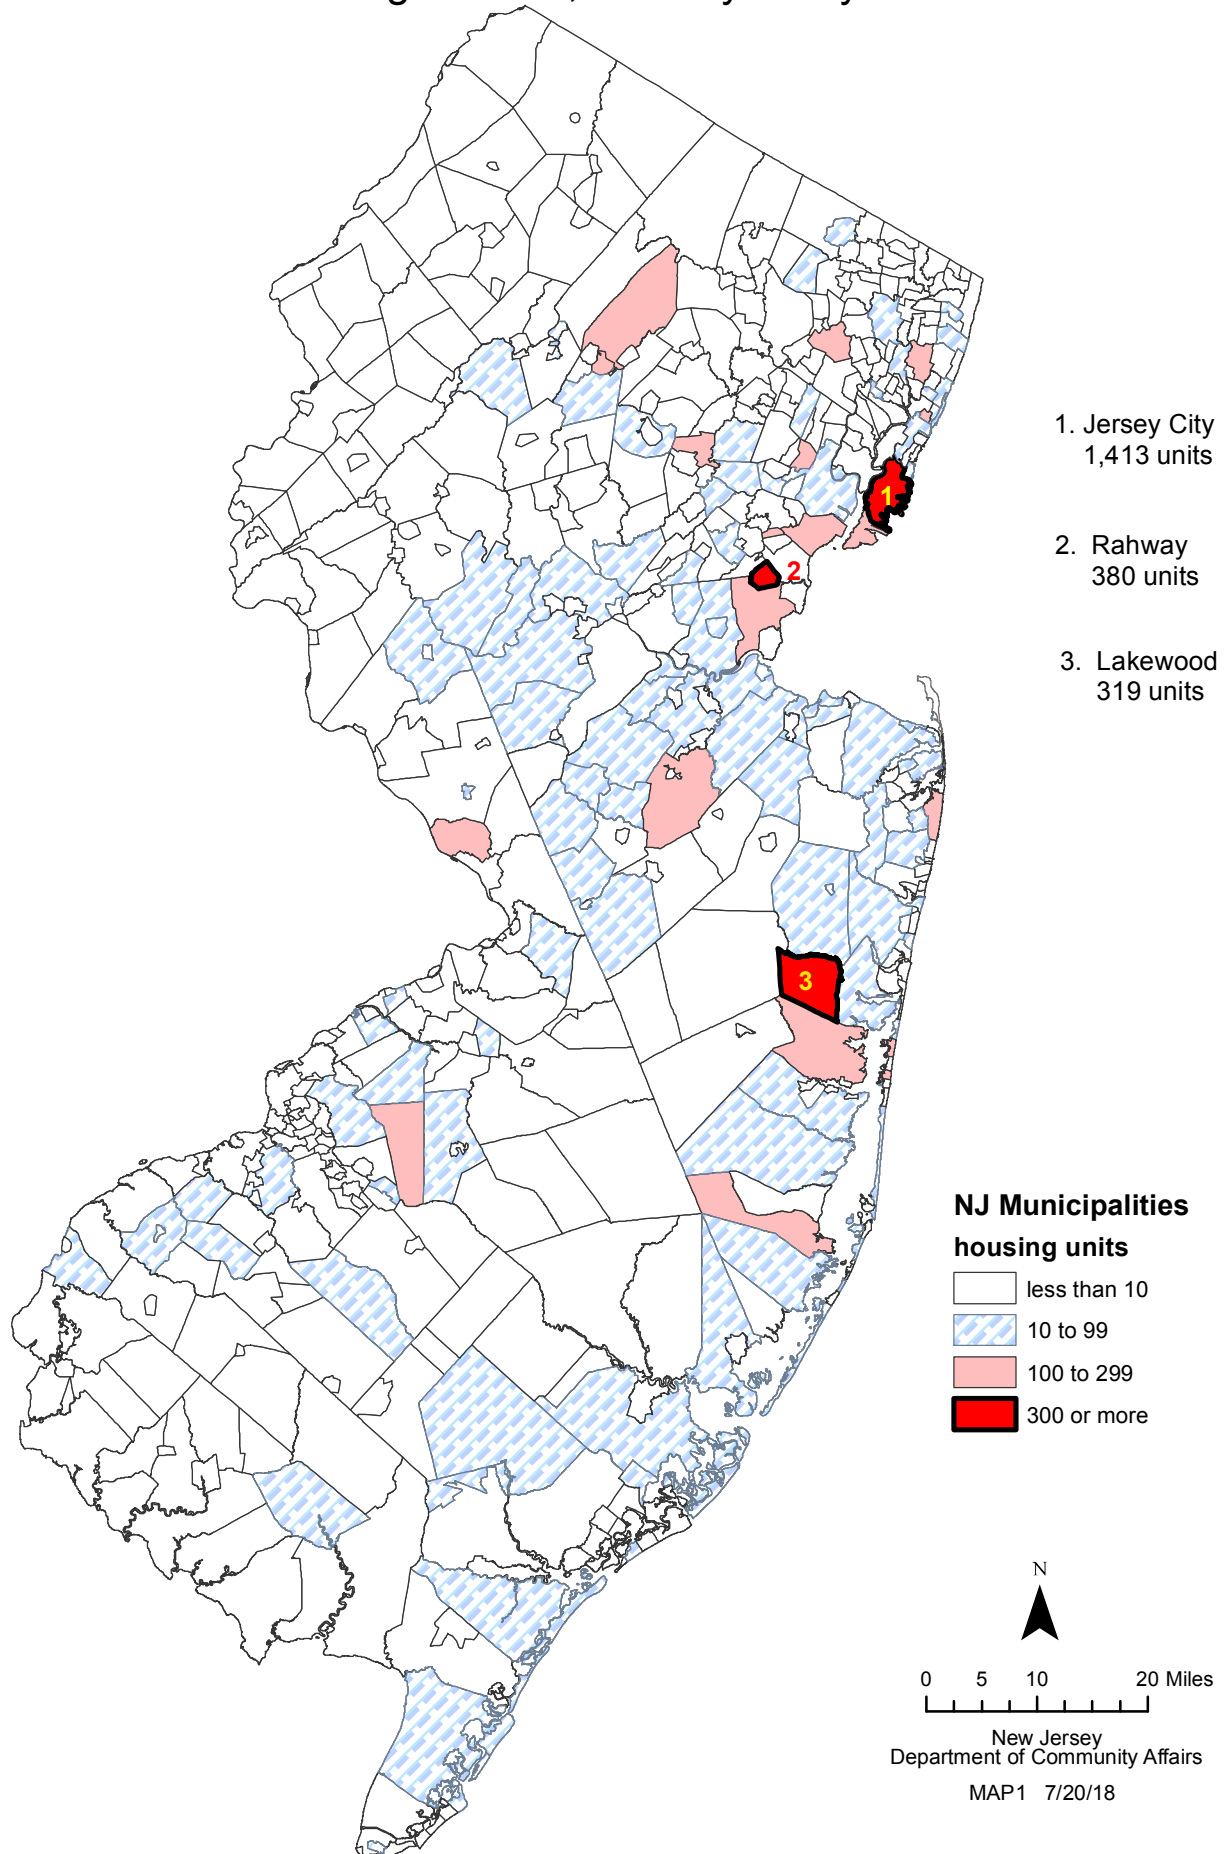 1. Jersey City
1,413 units
2. Rahway
380 units
3. Lakewood
319 units
1
2
3
NJ Municipalities
housing units
less than 10
10 to 99
100 to 299
300 or more
N
0 5 10 20 Miles
New Jersey
Department of Community Affairs
MAP1 7/20/18